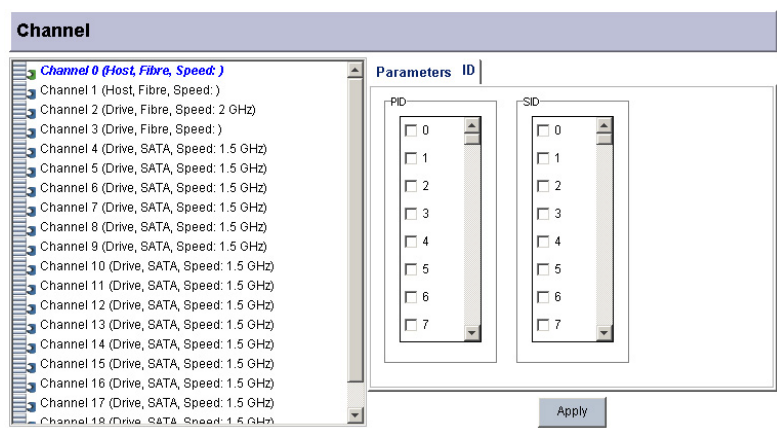 Channel
Channel 0 (Host, Fibre, Speed: )
Channel 1 (Host, Fibre, Speed: )
Channel 2 (Drive, Fibre, Speed: 2 GHz)
Channel 3 (Drive, Fibre, Speed: )
Channel 4 (Drive, SATA, Speed: 1.5 GHz)
Channel 5 (Drive, SATA, Speed: 1.5 GHz)
Channel 6 (Drive, SATA, Speed: 1.5 GHz)
Channel 7 (Drive, SATA, Speed: 1.5 GHz)
Channel 8 (Drive, SATA, Speed: 1.5 GHz)
Channel 9 (Drive, SATA, Speed: 1.5 GHz)
Channel 10 (Drive, SATA, Speed: 1.5 GHz)
Channel 11 (Drive, SATA, Speed: 1.5 GHz)
Channel 12 (Drive, SATA, Speed: 1.5 GHz)
Channel 13 (Drive, SATA, Speed: 1.5 GHz)
Channel 14 (Drive, SATA, Speed: 1.5 GHz)
Channel 15 (Drive, SATA, Speed: 1.5 GHz)
Channel 16 (Drive, SATA, Speed: 1.5 GHz)
Channel 17 (Drive, SATA, Speed: 1.5 GHz)
Channel 18 (Drive, SATA, Speed: 1.5 GHz)
Parameters ID
PID
0
1
2
3
4
5
6
7
SID
0
1
2
3
4
5
6
7
Apply